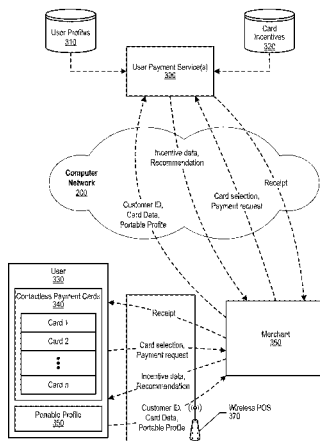 User Profiles
310
Card
Incentives
320
User Payment Service(s)
300
Computer
Network
200
Incentive data,
Recommendation
Customer ID,
Card Data,
Portable Profile
Card selection,
Payment request
Receipt
User
330
Contactless Payment Cards
340
Card 1
Card 2
Card n
Portable Profile
350
Receipt
Card selection,
Payment request
Incentive data,
Recommendation
Customer ID,
Card Data,
Portable Profile
Merchant
360
Wireless POS
370